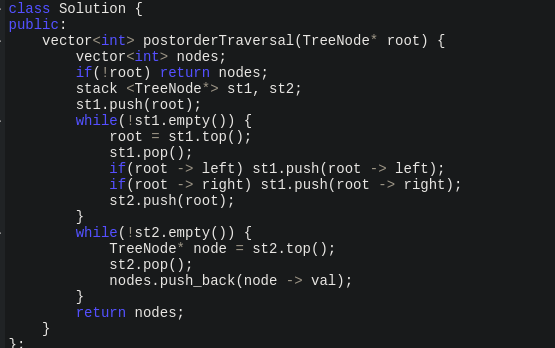 class Solution {
public:
    vector<int> postorderTraversal(TreeNode* root) {
        vector<int> nodes;
        if(!root) return nodes;
        stack <TreeNode*> st1, st2;
        st1.push(root);
        while(!st1.empty()) {
            root = st1.top();
            st1.pop();
            if(root -> left) st1.push(root -> left);
            if(root -> right) st1.push(root -> right);
            st2.push(root);
        }
        while(!st2.empty()) {
            TreeNode* node = st2.top();
            st2.pop();
            nodes.push_back(node -> val);
        }
        return nodes;
    }
};